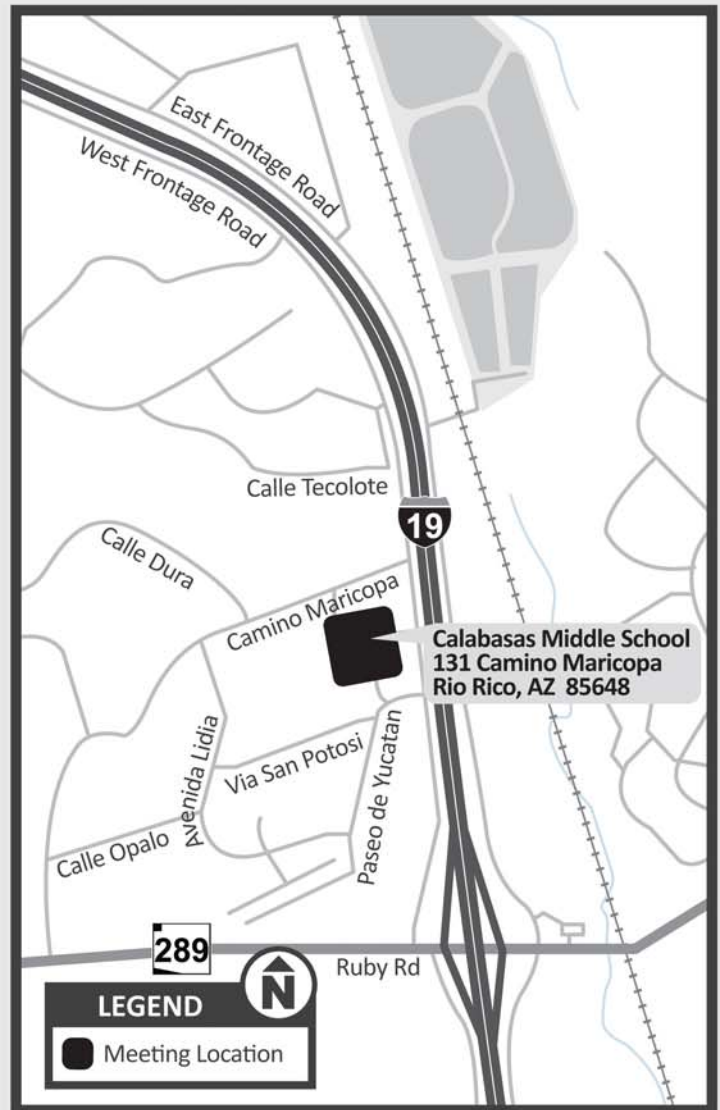 East Frontage Road
West Frontage Road
Calle Tecolote
19
Calle Dura
Camino Maricopa
Calabasas Middle School
131 Camino Maricopa
Rio Rico, AZ  85648
Avenida Lidia
Via San Potosi
Paseo de Yucatan
Calle Opalo
289
Ruby Rd
N
LEGEND
Meeting Location